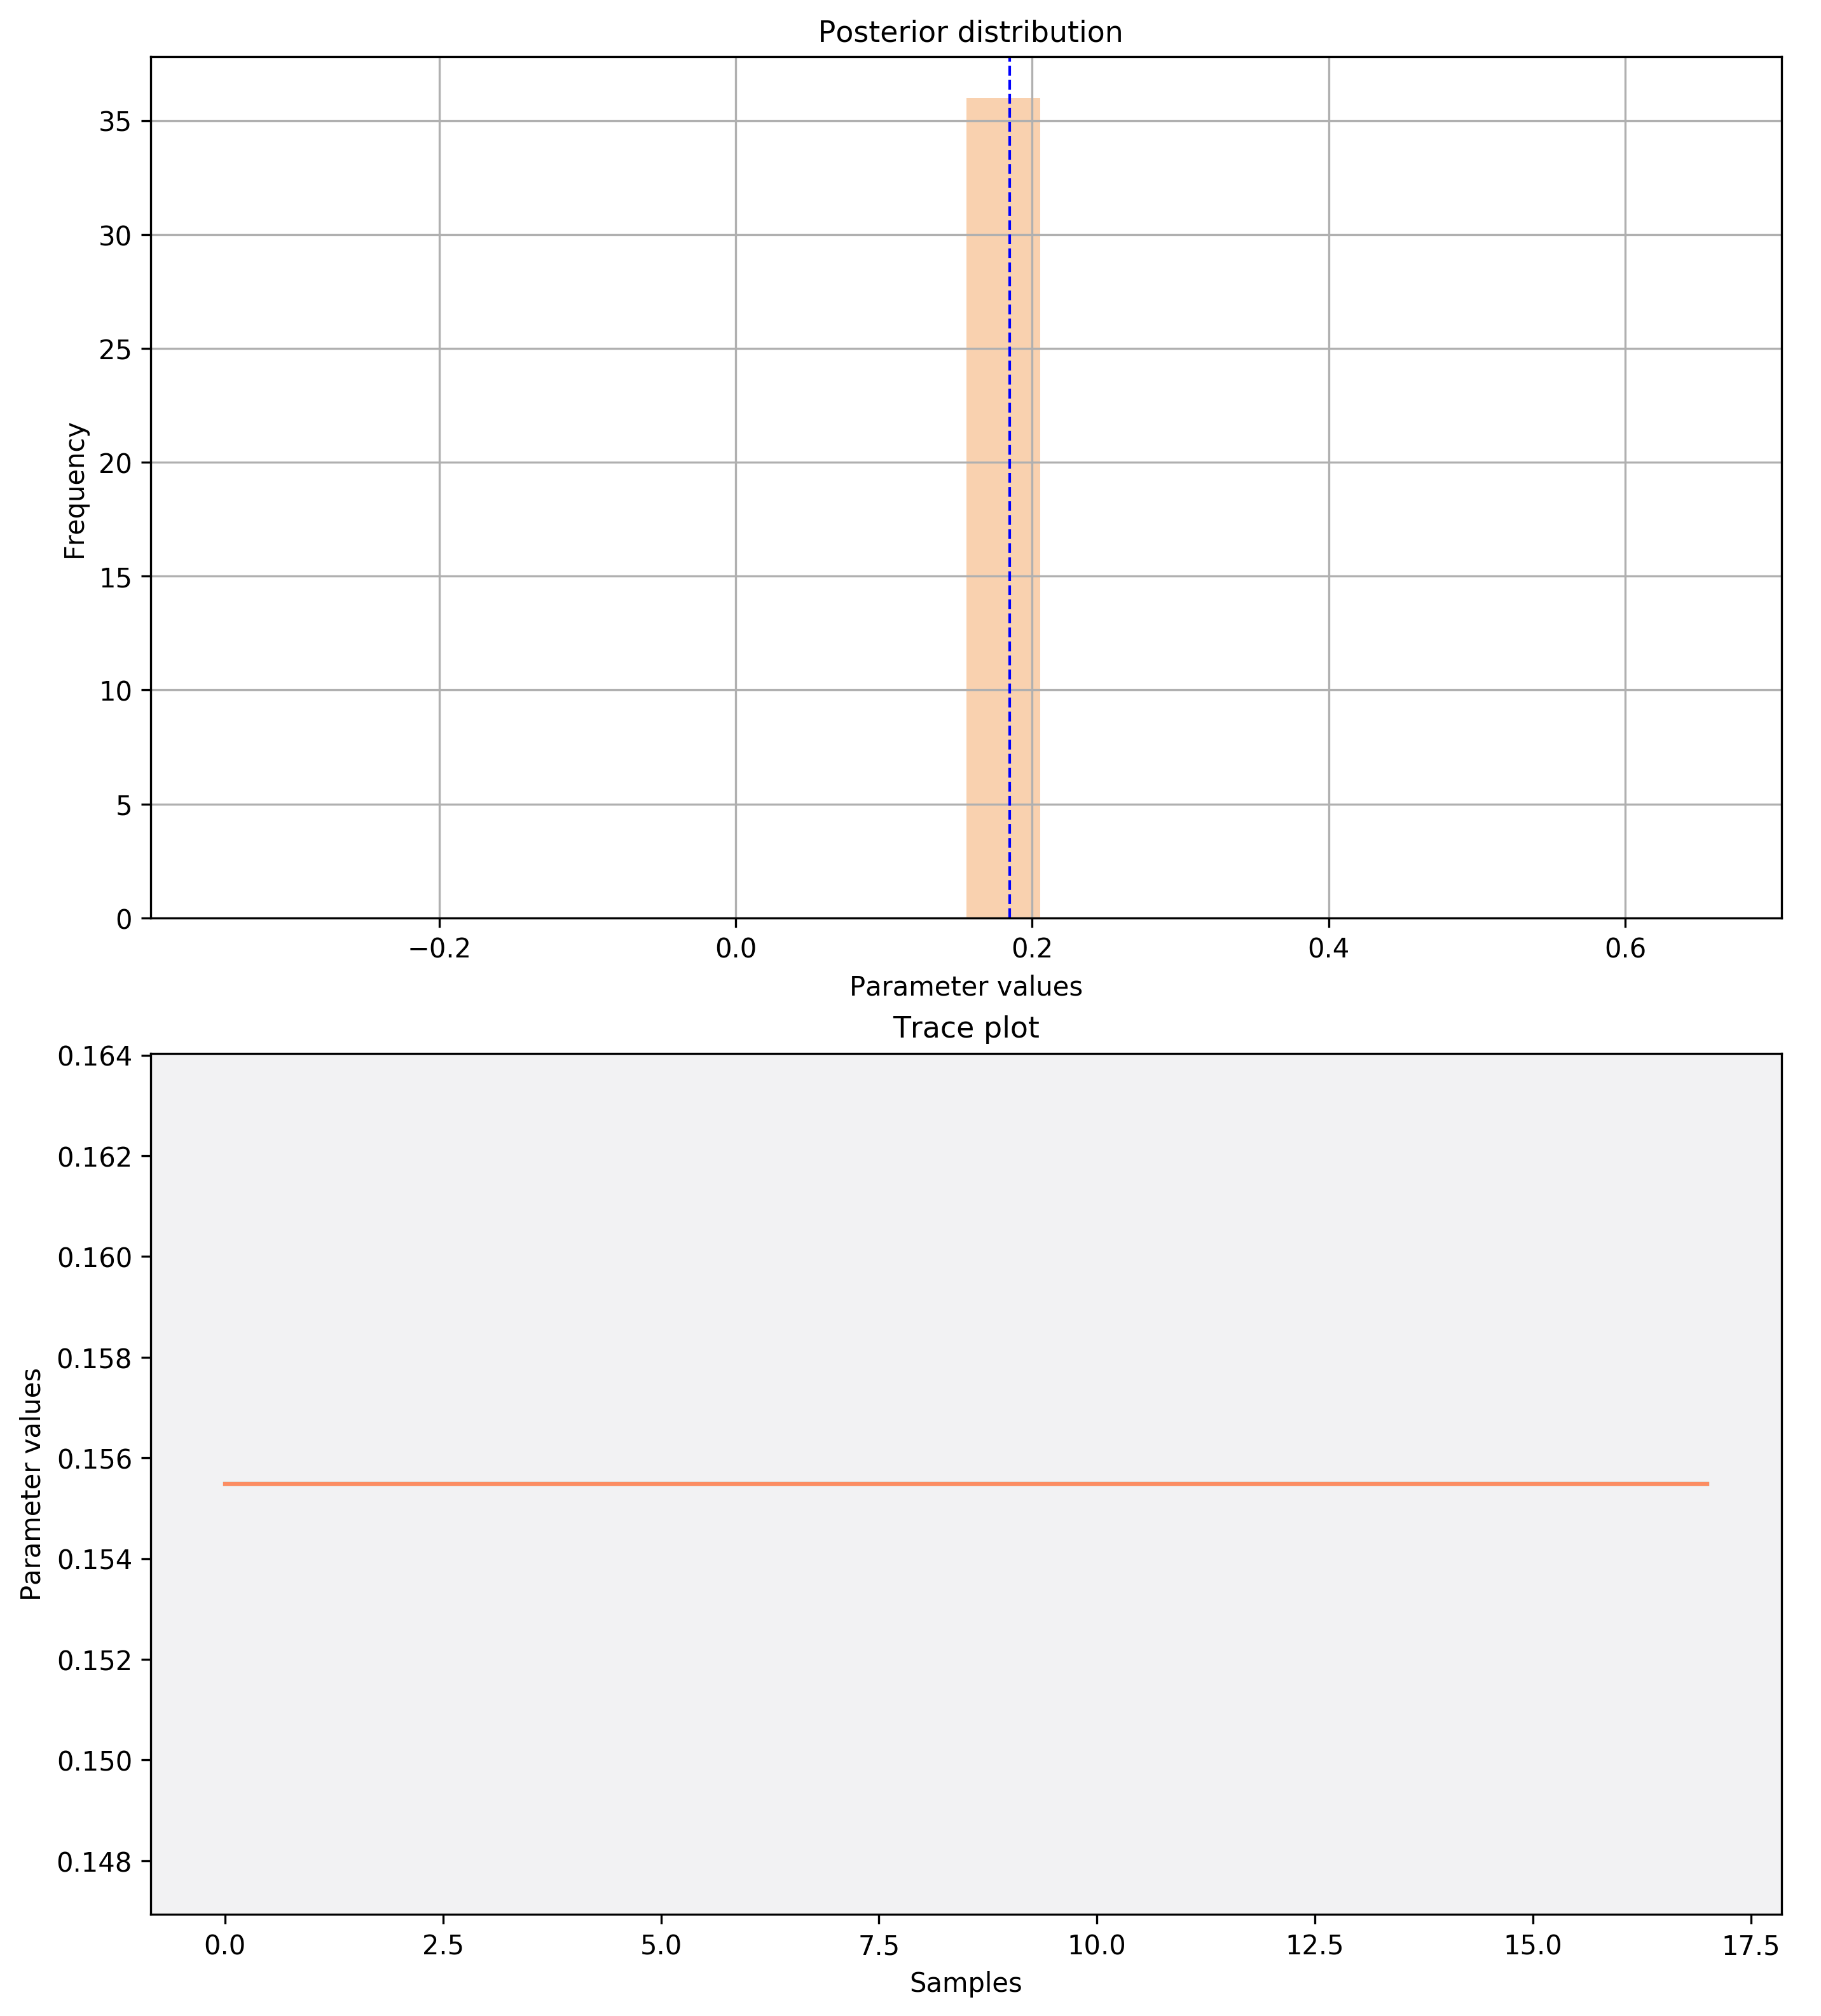 Posterior distribution
35
30
25
20
15
10
5
0
Frequency
−0.2 0.0 0.2 0.4 0.6
Parameter values
Trace plot
0.164
0.162
0.160
0.158
0.156
0.154
0.152
0.150
0.148
Parameter values
0.0 2.5 5.0 7.5 10.0 12.5 15.0 17.5
Samples